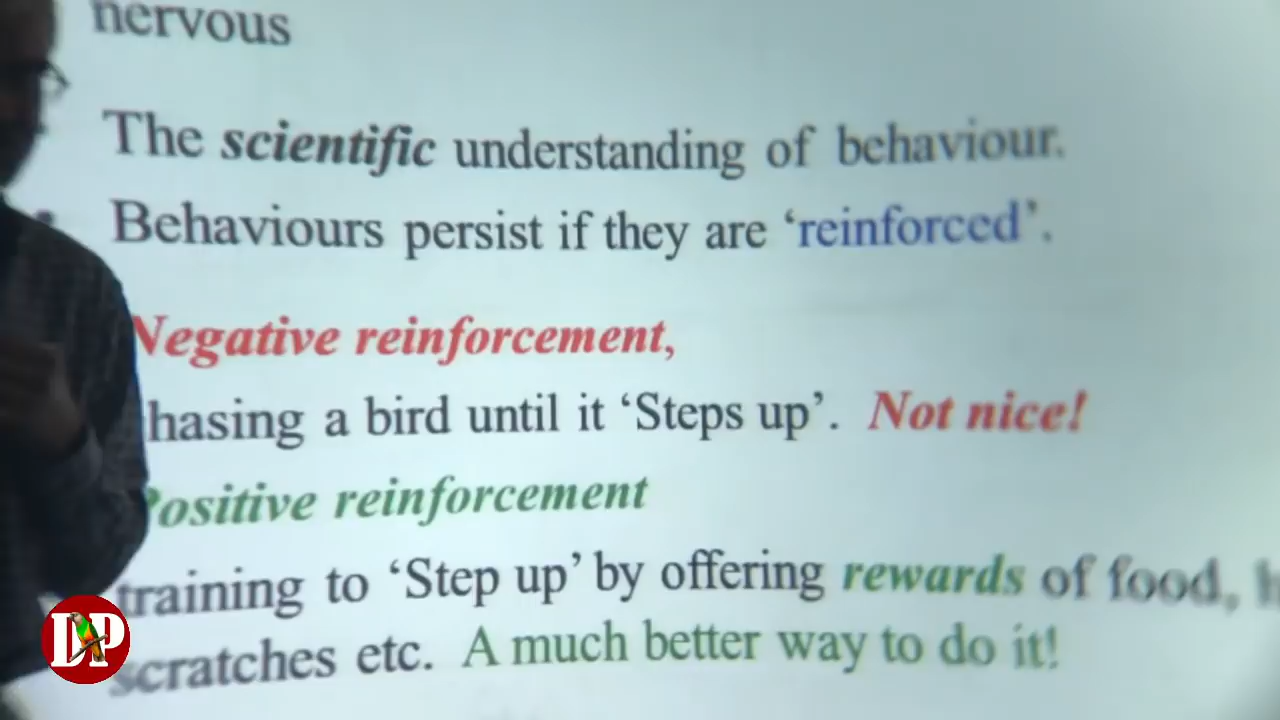 nervous
The scientific understanding of behaviour.
Behaviours persist if they are ‘reinforced’.
Negative reinforcement,
hasing a bird until it ‘Steps up’. Not nice!
Positive reinforcement
training to ‘Step up’ by offering rewards of food,
scratches etc. A much better way to do it!
DP